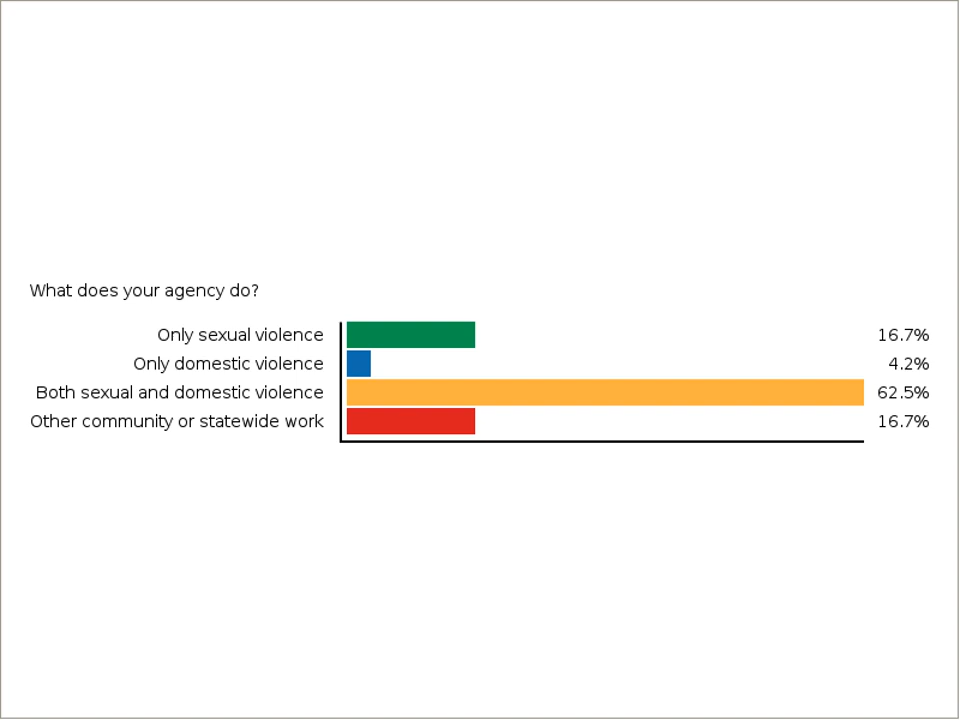 What does your agency do?
Only sexual violence 16.7%
Only domestic violence 4.2%
Both sexual and domestic violence 62.5%
Other community or statewide work 16.7%